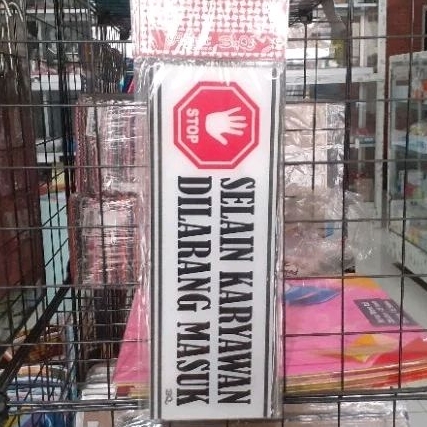 STOP
SELAIN KARYAWAN
DILARANG MASUK